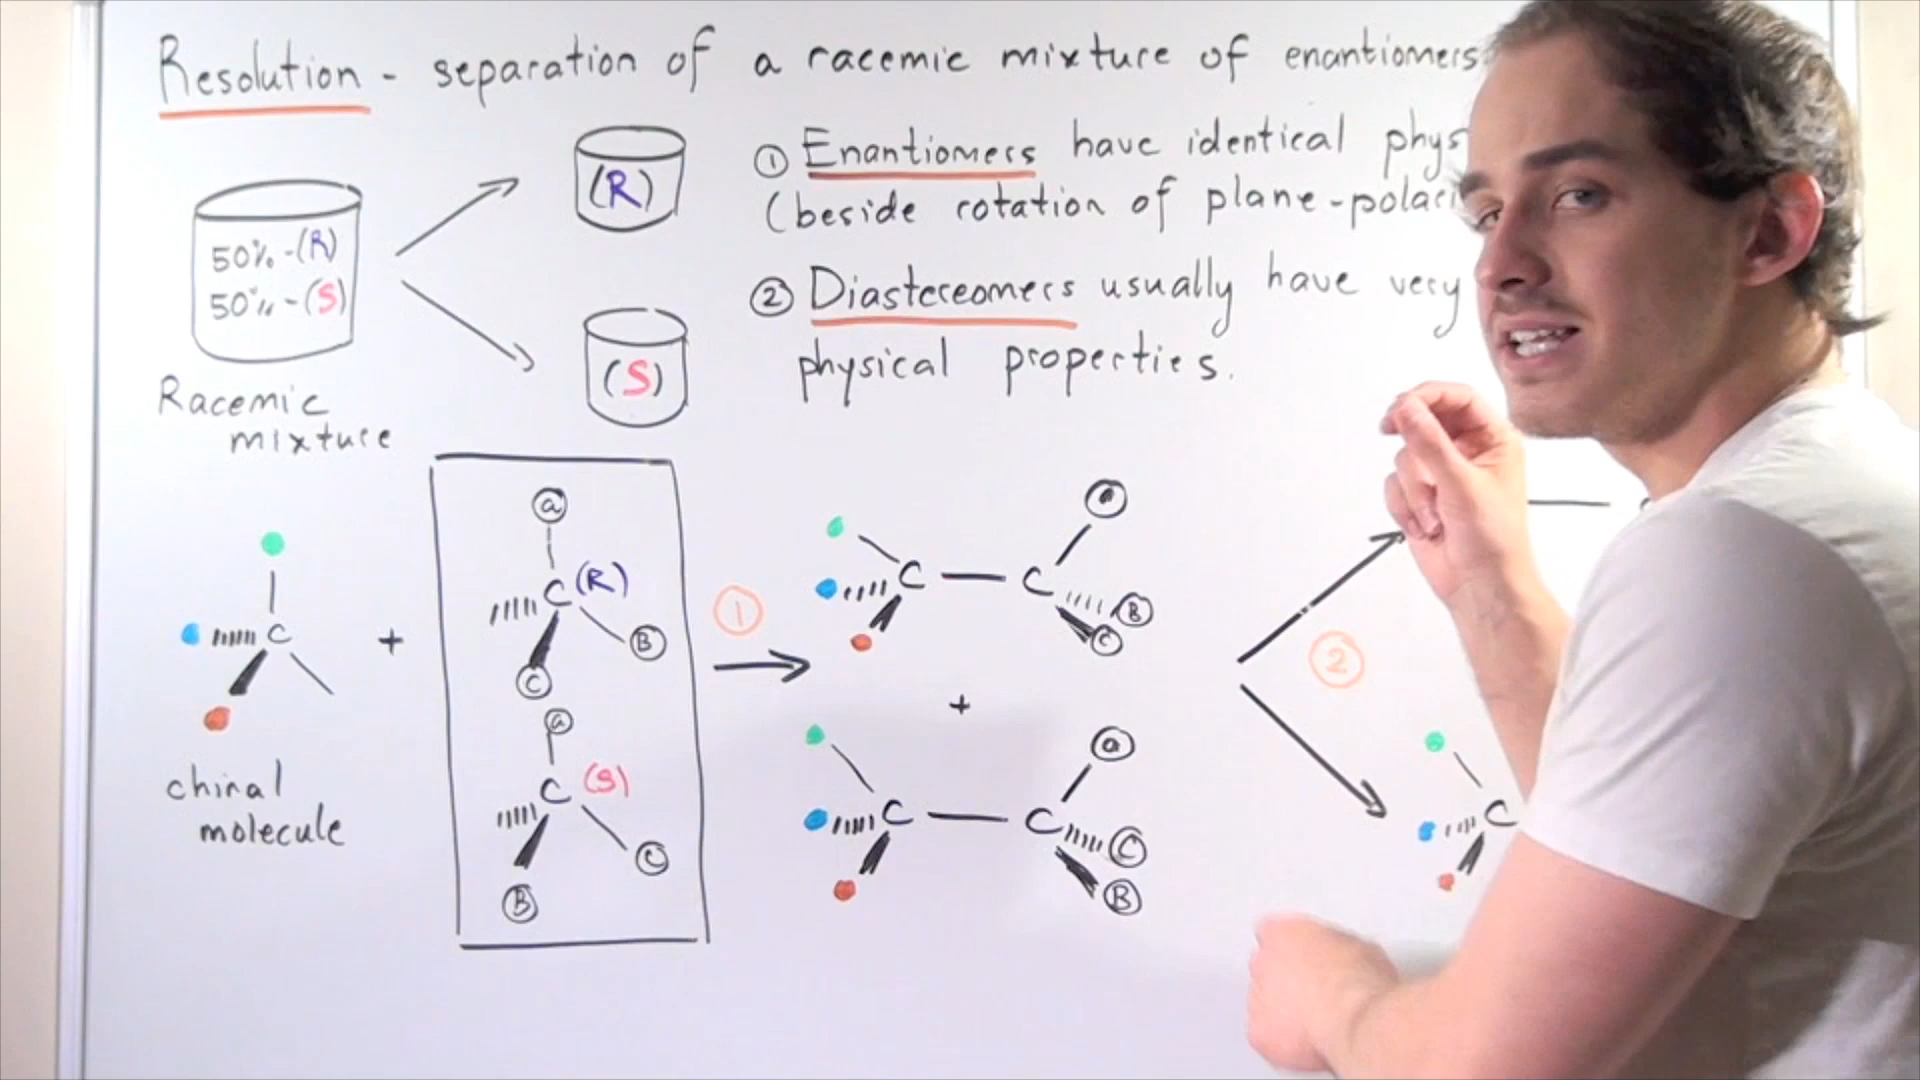 Resolution - separation of a racemic mixture of enantiomers
50% - (R)
50% - (S)
Racemic
mixture
(R)
(S)
① Enantiomers have identical phys
(beside rotation of plane-polari
② Diastereomers usually have very
physical properties.
chiral
molecule
+
a
C (R)
B
C
a
C (S)
C
B
①
C
C — C
a
B
C
+
C — C
a
C
B
②
C